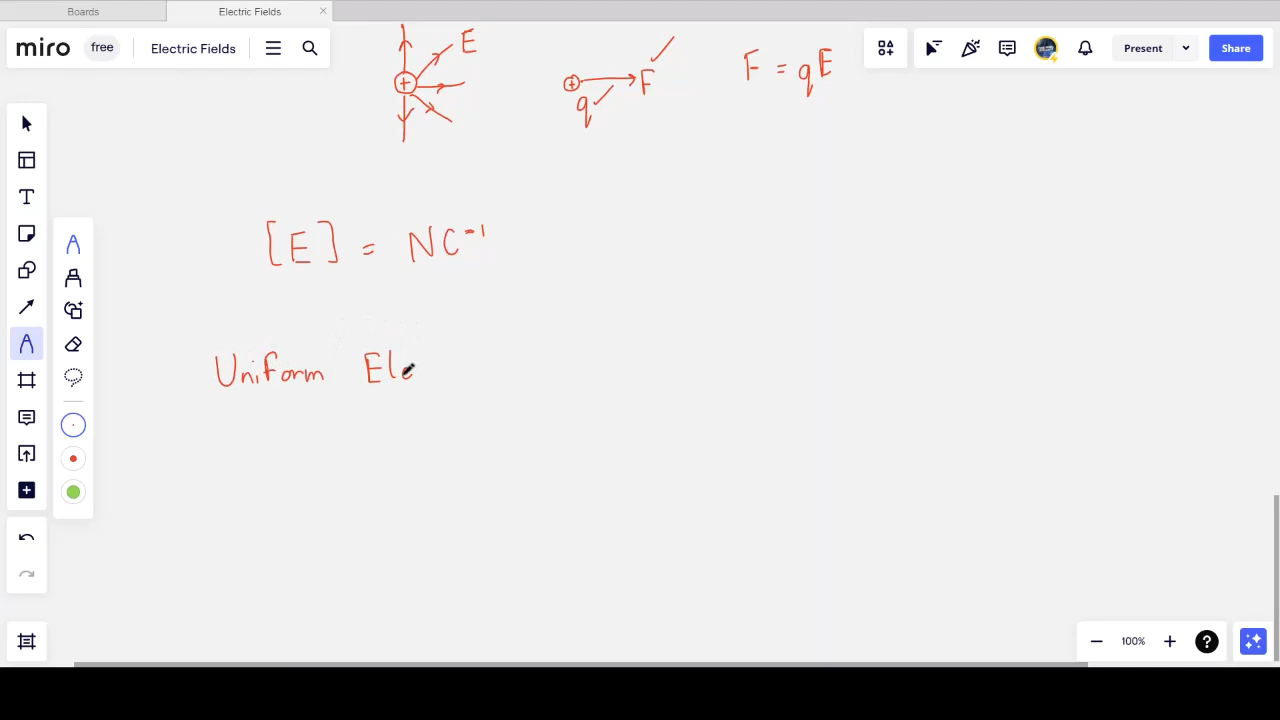 Boards
Electric Fields
miro
free
Electric Fields
Present
Share
E
F
q
F = qE
[E] = NC⁻¹
Uniform Ele
100%